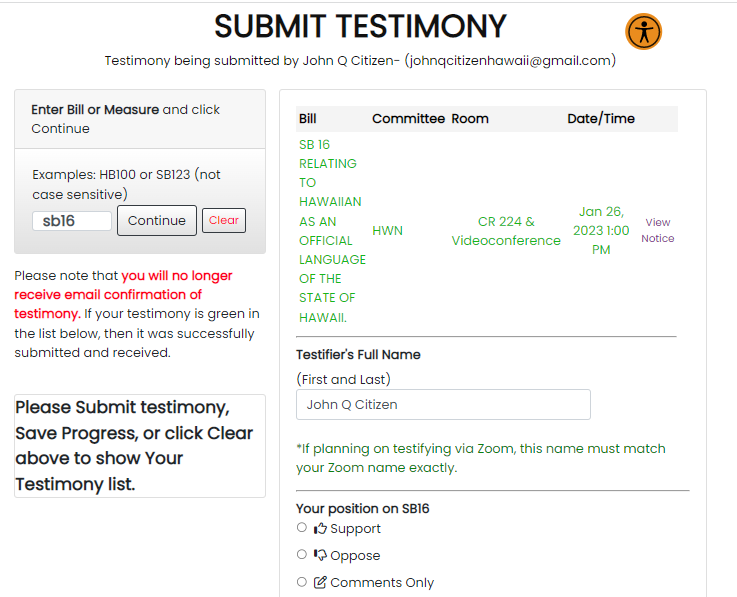 SUBMIT TESTIMONY
Testimony being submitted by John Q Citizen- (johnqcitizenhawaii@gmail.com)
Enter Bill or Measure and click
Continue
Examples: HB100 or SB123 (not
case sensitive)
sb16 Continue Clear
Please note that you will no longer
receive email confirmation of
testimony. If your testimony is green in
the list below, then it was successfully
submitted and received.
Please Submit testimony,
Save Progress, or click Clear
above to show Your
Testimony list.
Bill Committee Room Date/Time
SB 16
RELATING
TO
HAWAIIAN
AS AN
OFFICIAL
LANGUAGE
OF THE
STATE OF
HAWAII.
HWN
CR 224 &
Videoconference
Jan 26,
2023 1:00
PM
View
Notice
Testifier's Full Name
(First and Last)
John Q Citizen
*If planning on testifying via Zoom, this name must match
your Zoom name exactly.
Your position on SB16
Support
Oppose
Comments Only